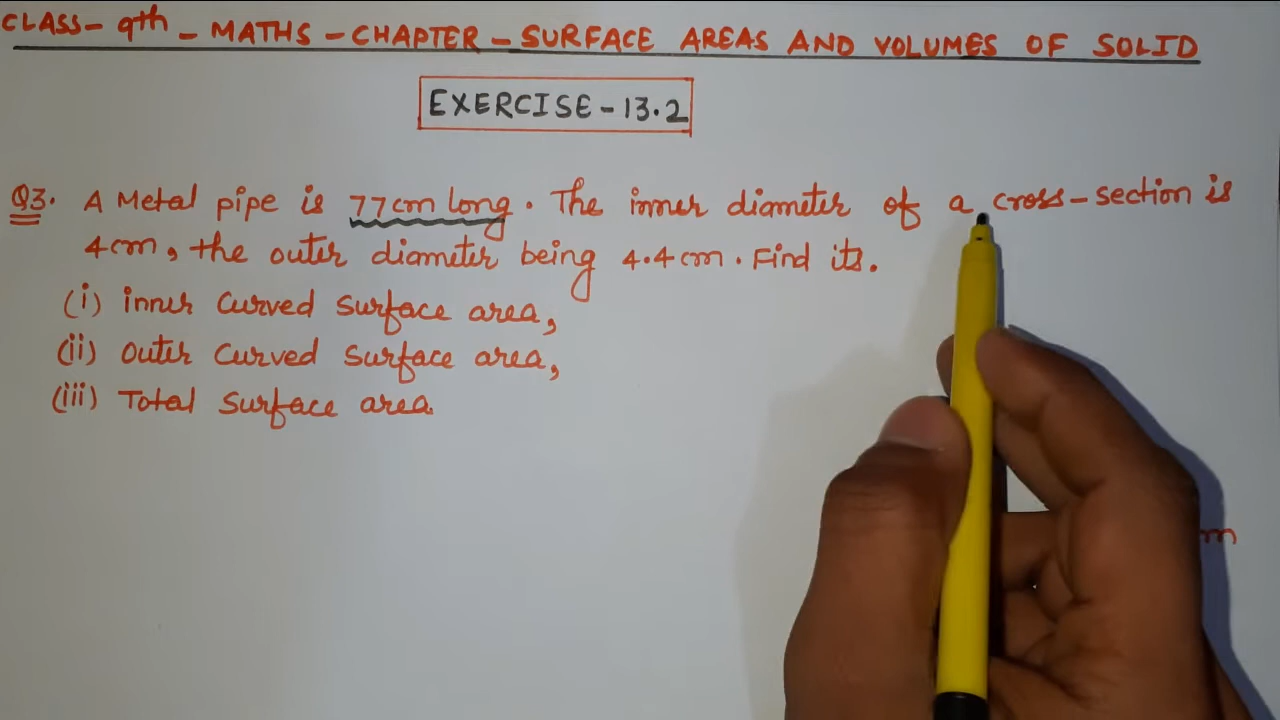 CLASS-9th-MATHS-CHAPTER-SURFACE AREAS AND VOLUMES OF SOLID
EXERCISE-13.2
Q3. A Metal pipe is 77cm long. The inner diameter of a cross-section is
4cm, the outer diameter being 4.4cm. Find its.
(i) inner Curved Surface area,
(ii) Outer Curved Surface area,
(iii) Total Surface area